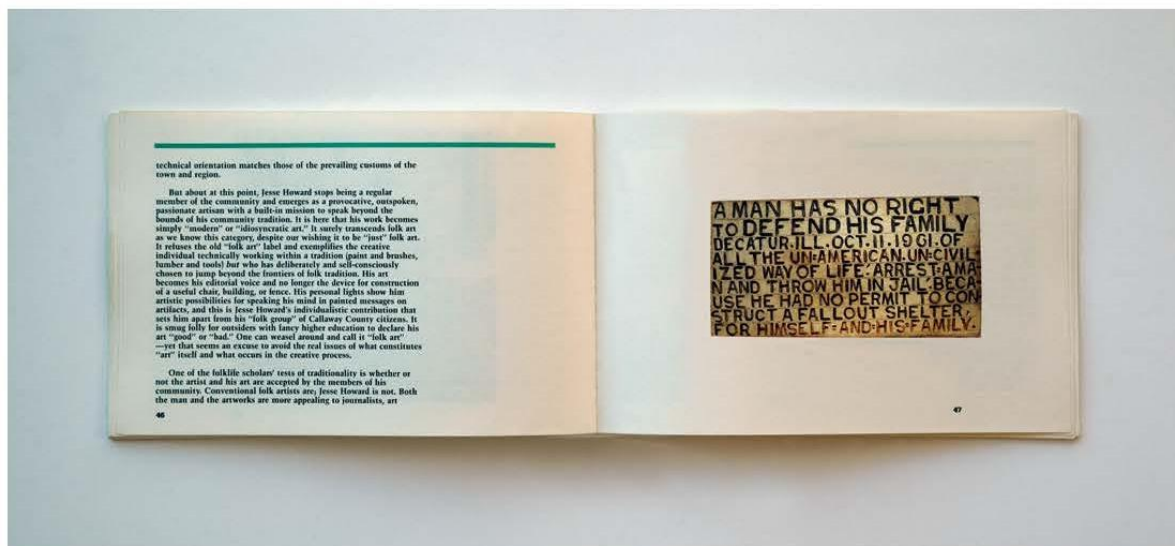 technical orientation matches those of the prevailing customs of the
town and region.
But about at this point, Jesse Howard stops being a regular
member of the community and emerges as a provocative, outspoken,
passionate artisan with a built-in mission to speak beyond the
bounds of his community tradition. It is here that his work becomes
simply “modern” or “idiosyncratic art.” It surely transcends folk art
as we know this category, despite our wishing it to be “just” folk art.
It refuses the old “folk art” label and exemplifies the creative
individual technically working within a tradition (paint and brushes,
lumber and tools) but who has deliberately and self-consciously
chosen to jump beyond the frontiers of folk tradition. His art
becomes his editorial voice and no longer the device for construction
of a useful chair, building, or fence. His personal lights show him
artistic possibilities for speaking his mind in painted messages on
artifacts, and this is Jesse Howard's individualistic contribution that
sets him apart from his “folk group” of Callaway County citizens. It
is smug folly for outsiders with fancy higher education to declare his
art “good” or “bad.” One can weasel around and call it “folk art”
—yet that seems an excuse to avoid the real issues of what constitutes
“art” itself and what occurs in the creative process.
One of the folklife scholars' tests of traditionality is whether or
not the artist and his art are accepted by the members of his
community. Conventional folk artists are; Jesse Howard is not. Both
the man and the artworks are more appealing to journalists, art
46
A MAN HAS NO RIGHT
TO DEFEND HIS FAMILY
DECATUR. ILL. OCT. 11. 1961. OF
ALL THE UN=AMERICAN. UN=CIVIL
IZED WAY OF LIFE: ARREST A MA
N AND THROW HIM IN JAIL, BECA
USE HE HAD NO PERMIT TO CON
STRUCT A FALLOUT SHELTER,
FOR HIMSELF=AND=HIS=FAMILY.
47